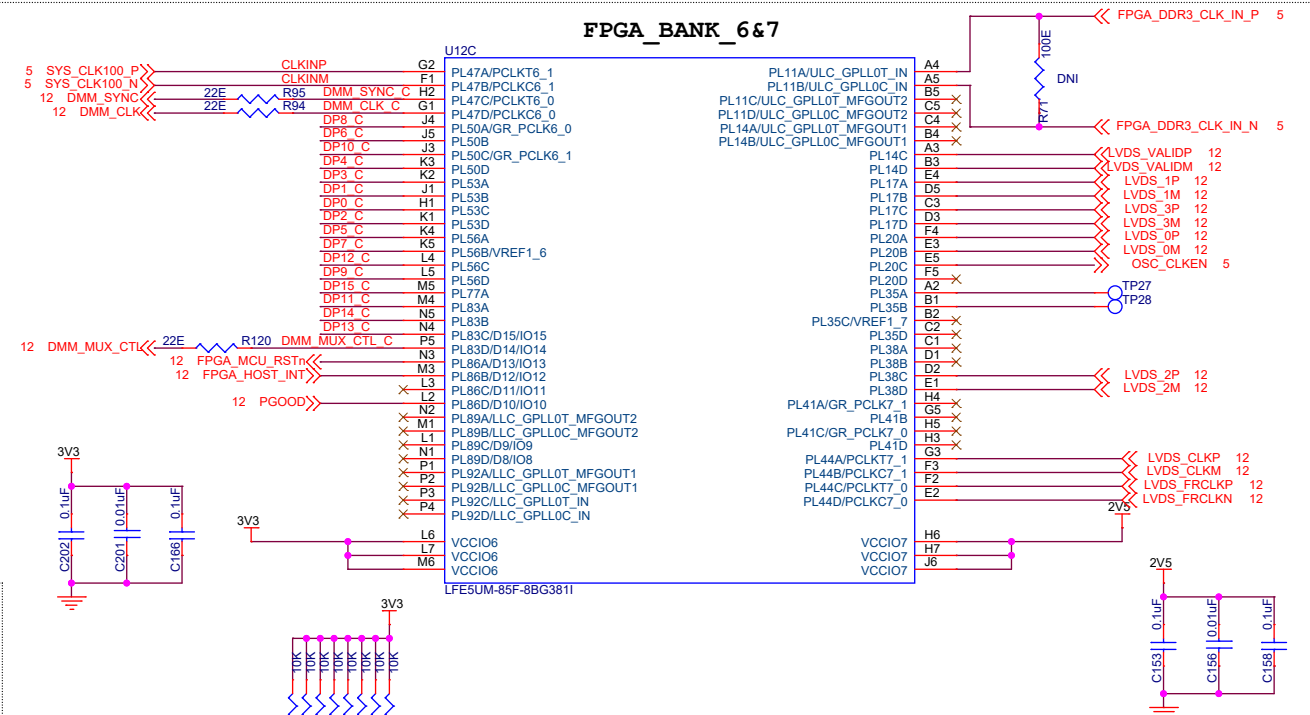 FPGA_BANK_6&7
U12C
5 SYS_CLK100_P CLKINP G2 PL47A/PCLKT6_1
5 SYS_CLK100_N CLKINM F1 PL47B/PCLKC6_1
12 DMM_SYNC 22E R95 DMM_SYNC_C H2 PL47C/PCLKT6_0
12 DMM_CLK 22E R94 DMM_CLK_C G1 PL47D/PCLKC6_0
DP8_C J4 PL50A/GR_PCLK6_0
DP6_C J5 PL50B
DP10_C J3 PL50C/GR_PCLK6_1
DP4_C K3 PL50D
DP3_C K2 PL53A
DP1_C J1 PL53B
DP0_C H1 PL53C
DP2_C K1 PL53D
DP5_C K4 PL56A
DP7_C K5 PL56B/VREF1_6
DP12_C L4 PL56C
DP9_C L5 PL56D
DP15_C M5 PL77A
DP11_C M4 PL83A
DP14_C N5 PL83B
DP13_C N4 PL83C/D15/IO15
12 DMM_MUX_CTL 22E R120 DMM_MUX_CTL_C P5 PL83D/D14/IO14
12 FPGA_MCU_RSTn N3 PL86A/D13/IO13
12 FPGA_HOST_INT M3 PL86B/D12/IO12
L3 PL86C/D11/IO11
12 PGOOD L2 PL86D/D10/IO10
N2 PL89A/LLC_GPLL0T_MFGOUT2
M1 PL89B/LLC_GPLL0C_MFGOUT2
L1 PL89C/D9/IO9
N1 PL89D/D8/IO8
P1 PL92A/LLC_GPLL0T_MFGOUT1
P2 PL92B/LLC_GPLL0C_MFGOUT1
P3 PL92C/LLC_GPLL0T_IN
P4 PL92D/LLC_GPLL0C_IN
3V3
L6 VCCIO6
L7 VCCIO6
M6 VCCIO6
LFE5UM-85F-8BG381I
FPGA_DDR3_CLK_IN_P 5
100E
DNI
R71
FPGA_DDR3_CLK_IN_N 5
PL11A/ULC_GPLL0T_IN A4
PL11B/ULC_GPLL0C_IN A5
PL11C/ULC_GPLL0T_MFGOUT2 B5
PL11D/ULC_GPLL0C_MFGOUT2 C5
PL14A/ULC_GPLL0T_MFGOUT1 C4
PL14B/ULC_GPLL0C_MFGOUT1 B4
PL14C A3 LVDS_VALIDP 12
PL14D B3 LVDS_VALIDM 12
PL17A E4 LVDS_1P 12
PL17B D5 LVDS_1M 12
PL17C C3 LVDS_3P 12
PL17D D3 LVDS_3M 12
PL20A F4 LVDS_0P 12
PL20B E3 LVDS_0M 12
PL20C E5 OSC_CLKEN 5
PL20D F5
PL35A A2 TP27
PL35B B1 TP28
PL35C/VREF1_7 B2
PL35D C2
PL38A C1
PL38B D1
PL38C D2 LVDS_2P 12
PL38D E1 LVDS_2M 12
PL41A/GR_PCLK7_1 H4
PL41B G5
PL41C/GR_PCLK7_0 H5
PL41D H3
PL44A/PCLKT7_1 G3 LVDS_CLKP 12
PL44B/PCLKC7_1 F3 LVDS_CLKM 12
PL44C/PCLKT7_0 F2 LVDS_FRCLKP 12
PL44D/PCLKC7_0 E2 LVDS_FRCLKN 12
2V5
VCCIO7 H6
VCCIO7 H7
VCCIO7 J6
3V3
0.1uF 0.01uF 0.1uF
C202 C201 C166
3V3
10K 10K 10K 10K 10K 10K 10K 10K
2V5
0.1uF 0.01uF 0.1uF
C153 C156 C158